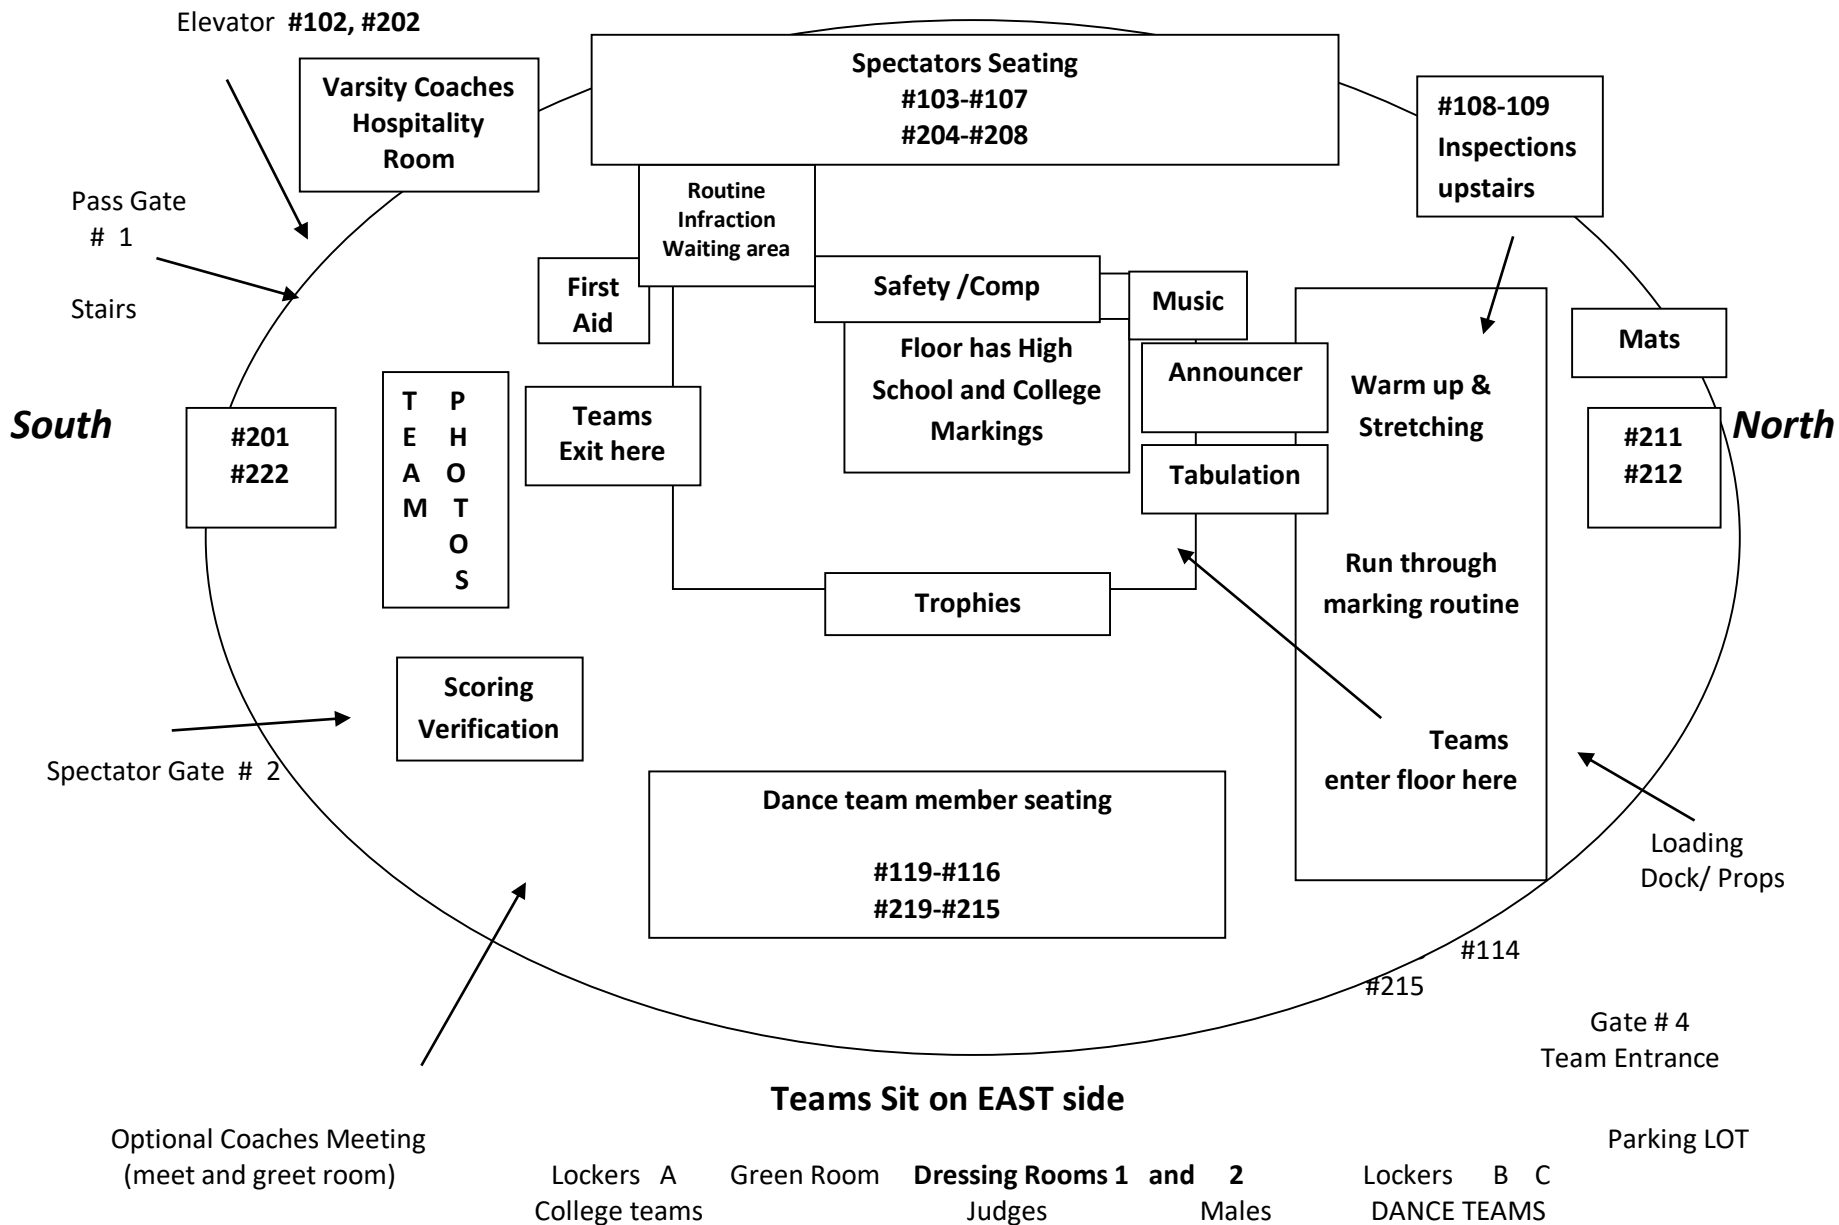 Elevator #102, #202
Varsity Coaches
Hospitality
Room
Spectators Seating
#103-#107
#204-#208
#108-109
Inspections
upstairs
Pass Gate
# 1
Stairs
Routine
Infraction
Waiting area
First
Aid
Safety /Comp
Music
Floor has High
School and College
Markings
Announcer
Tabulation
Warm up &
Stretching
Run through
marking routine
Teams
enter floor here
Mats
South
#201
#222
TEAM
PHOTOS
Teams
Exit here
#211
#212
North
Trophies
Scoring
Verification
Spectator Gate # 2
Dance team member seating
#119-#116
#219-#215
Loading
Dock/ Props
#114
#215
Gate # 4
Team Entrance
Teams Sit on EAST side
Optional Coaches Meeting
(meet and greet room)
Parking LOT
Lockers A Green Room Dressing Rooms 1 and 2 Lockers B C
College teams Judges Males DANCE TEAMS